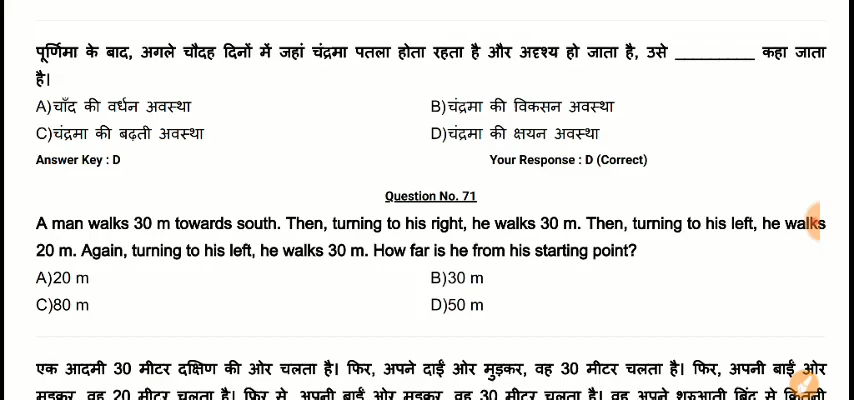 पूर्णिमा के बाद, अगले चौदह दिनों में जहां चंद्रमा पतला होता रहता है और अदृश्य हो जाता है, उसे __________ कहा जाता
है।
A)चाँद की वर्धन अवस्था B)चंद्रमा की विकसन अवस्था
C)चंद्रमा की बढ़ती अवस्था D)चंद्रमा की क्षयन अवस्था
Answer Key : D Your Response : D (Correct)
Question No. 71
A man walks 30 m towards south. Then, turning to his right, he walks 30 m. Then, turning to his left, he walks
20 m. Again, turning to his left, he walks 30 m. How far is he from his starting point?
A)20 m B)30 m
C)80 m D)50 m
एक आदमी 30 मीटर दक्षिण की ओर चलता है। फिर, अपने दाईं ओर मुड़कर, वह 30 मीटर चलता है। फिर, अपनी बाईं ओर
मुड़कर, वह 20 मीटर चलता है। फिर से, अपनी बाईं ओर मुड़कर, वह 30 मीटर चलता है। वह अपने शुरुआती बिंदु से कितनी